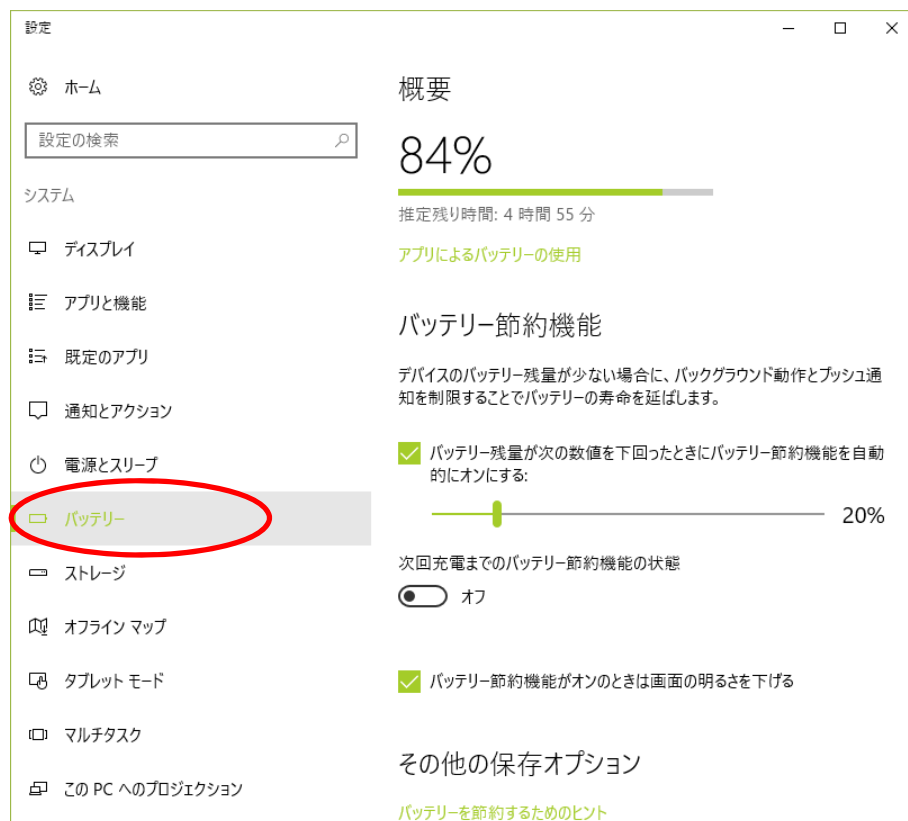 設定
ホーム
設定の検索
システム
ディスプレイ
アプリと機能
既定のアプリ
通知とアクション
電源とスリープ
バッテリー
ストレージ
オフライン マップ
タブレット モード
マルチタスク
この PC へのプロジェクション
概要
84%
推定残り時間: 4 時間 55 分
アプリによるバッテリーの使用
バッテリー節約機能
デバイスのバッテリー残量が少ない場合に、バックグラウンド動作とプッシュ通
知を制限することでバッテリーの寿命を延ばします。
バッテリー残量が次の数値を下回ったときにバッテリー節約機能を自動
的にオンにする:
20%
次回充電までのバッテリー節約機能の状態
オフ
バッテリー節約機能がオンのときは画面の明るさを下げる
その他の保存オプション
バッテリーを節約するためのヒント